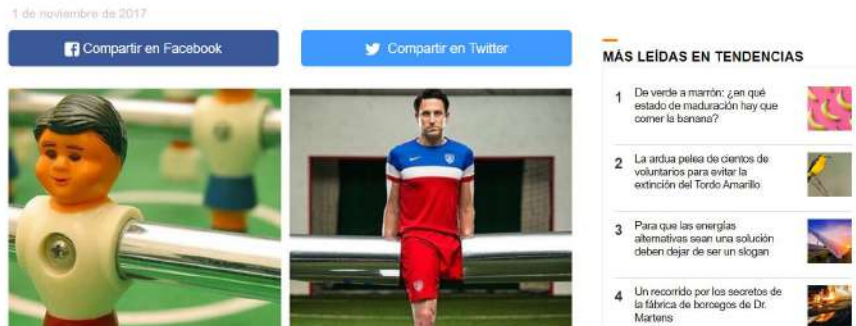 1 de noviembre de 2017
Compartir en Facebook
Compartir en Twitter
MÁS LEÍDAS EN TENDENCIAS
1 De verde a marrón: ¿en qué
estado de maduración hay que
comer la banana?
2 La ardua pelea de cientos de
voluntarios para evitar la
extinción del Tordo Amarillo
3 Para que las energías
alternativas sean una solución
deben dejar de ser un slogan
4 Un recorrido por los secretos de
la fábrica de borcegos de Dr.
Martens